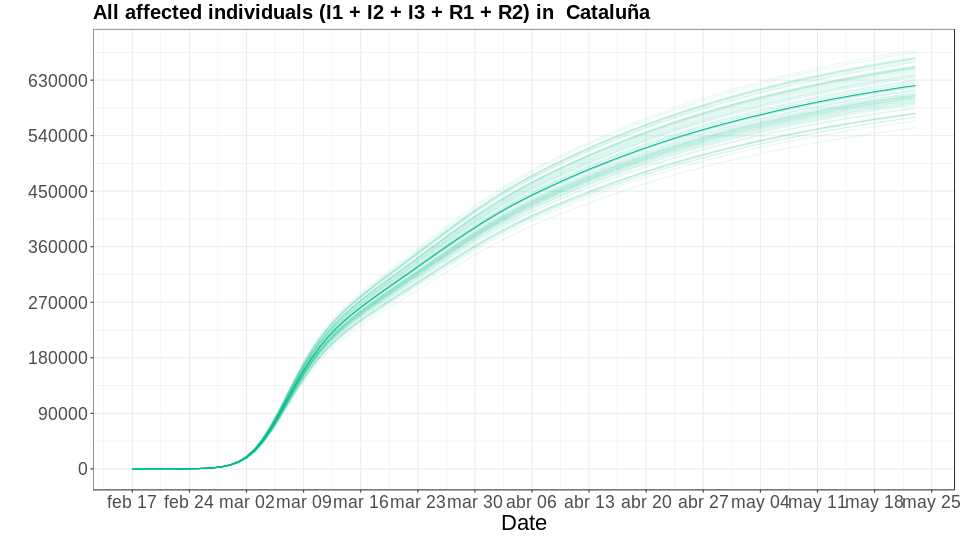 All affected individuals (I1 + I2 + I3 + R1 + R2) in  Cataluña
630000
540000
450000
360000
270000
180000
90000
0
feb 17 feb 24 mar 02 mar 09 mar 16 mar 23 mar 30 abr 06 abr 13 abr 20 abr 27 may 04 may 11 may 18 may 25
Date